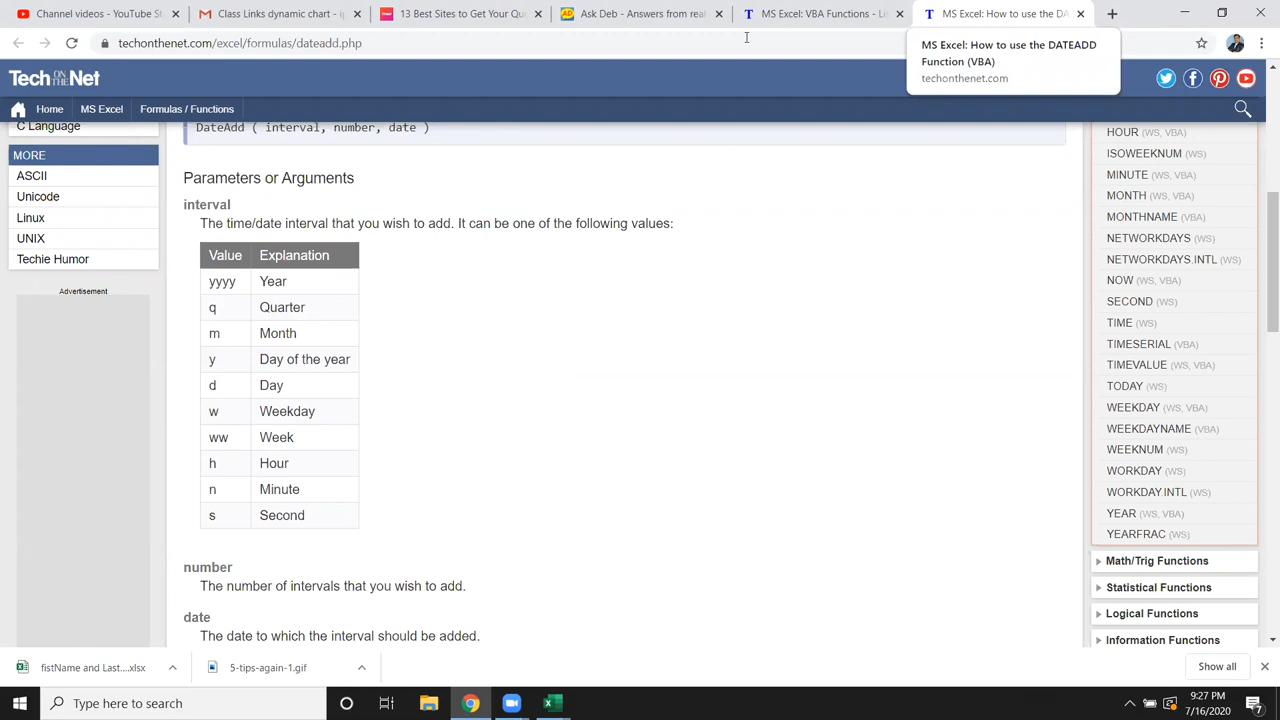 Channel videos - YouTube St
Class Links dynamic chart - ip
13 Best Sites to Get Your Qu
Ask Deb - Answers from real
MS Excel: VBA Functions - Li
MS Excel: How to use the DA
techonthenet.com/excel/formulas/dateadd.php
MS Excel: How to use the DATEADD
Function (VBA)
techonthenet.com
Tech ON THE Net
Home
MS Excel
Formulas / Functions
C Language
MORE
ASCII
Unicode
Linux
UNIX
Techie Humor
Advertisement
DateAdd ( interval, number, date )
Parameters or Arguments
interval
The time/date interval that you wish to add. It can be one of the following values:
Value Explanation
yyyy Year
q Quarter
m Month
y Day of the year
d Day
w Weekday
ww Week
h Hour
n Minute
s Second
number
The number of intervals that you wish to add.
date
The date to which the interval should be added.
HOUR (WS, VBA)
ISOWEEKNUM (WS)
MINUTE (WS, VBA)
MONTH (WS, VBA)
MONTHNAME (VBA)
NETWORKDAYS (WS)
NETWORKDAYS.INTL (WS)
NOW (WS, VBA)
SECOND (WS)
TIME (WS)
TIMESERIAL (VBA)
TIMEVALUE (WS, VBA)
TODAY (WS)
WEEKDAY (WS, VBA)
WEEKDAYNAME (VBA)
WEEKNUM (WS)
WORKDAY (WS)
WORKDAY.INTL (WS)
YEAR (WS, VBA)
YEARFRAC (WS)
Math/Trig Functions
Statistical Functions
Logical Functions
Information Functions
fistName and Last....xlsx
5-tips-again-1.gif
Show all
Type here to search
9:27 PM
7/16/2020
7